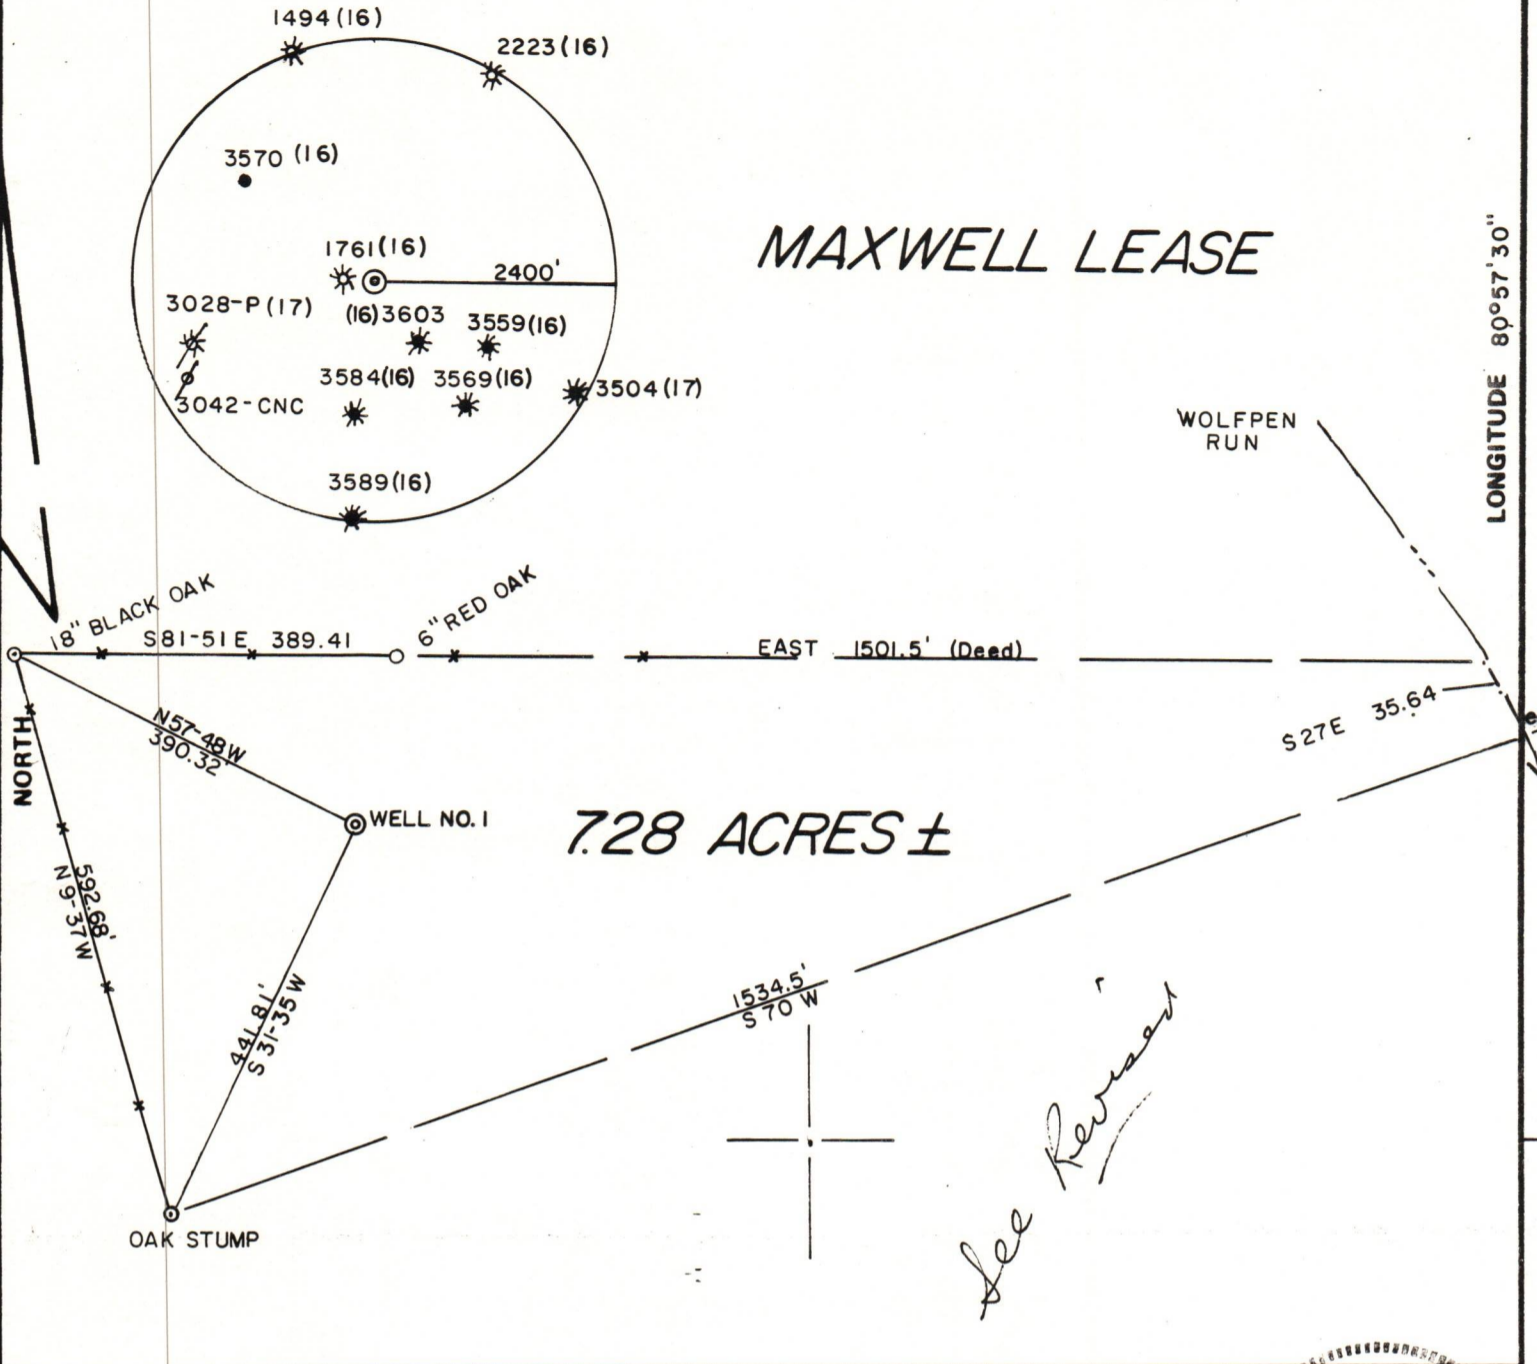 1494 (16)
2223 (16)
3570 (16)
1761 (16)
2400'
3028-P (17)
(16) 3603
3559 (16)
3584 (16)
3569 (16)
3504 (17)
3042-CNC
3589 (16)
MAXWELL LEASE
LONGITUDE 80°57'30"
WOLFPEN
RUN
18" BLACK OAK
6" RED OAK
S81-51E 389.41
EAST 1501.5' (Deed)
S27E 35.64
NORTH
N57-48W
390.32'
WELL NO. 1
7.28 ACRES ±
592.68'
N 9-37 W
441.81'
S 31-35 W
1534.5'
S 70 W
OAK STUMP
See Revised